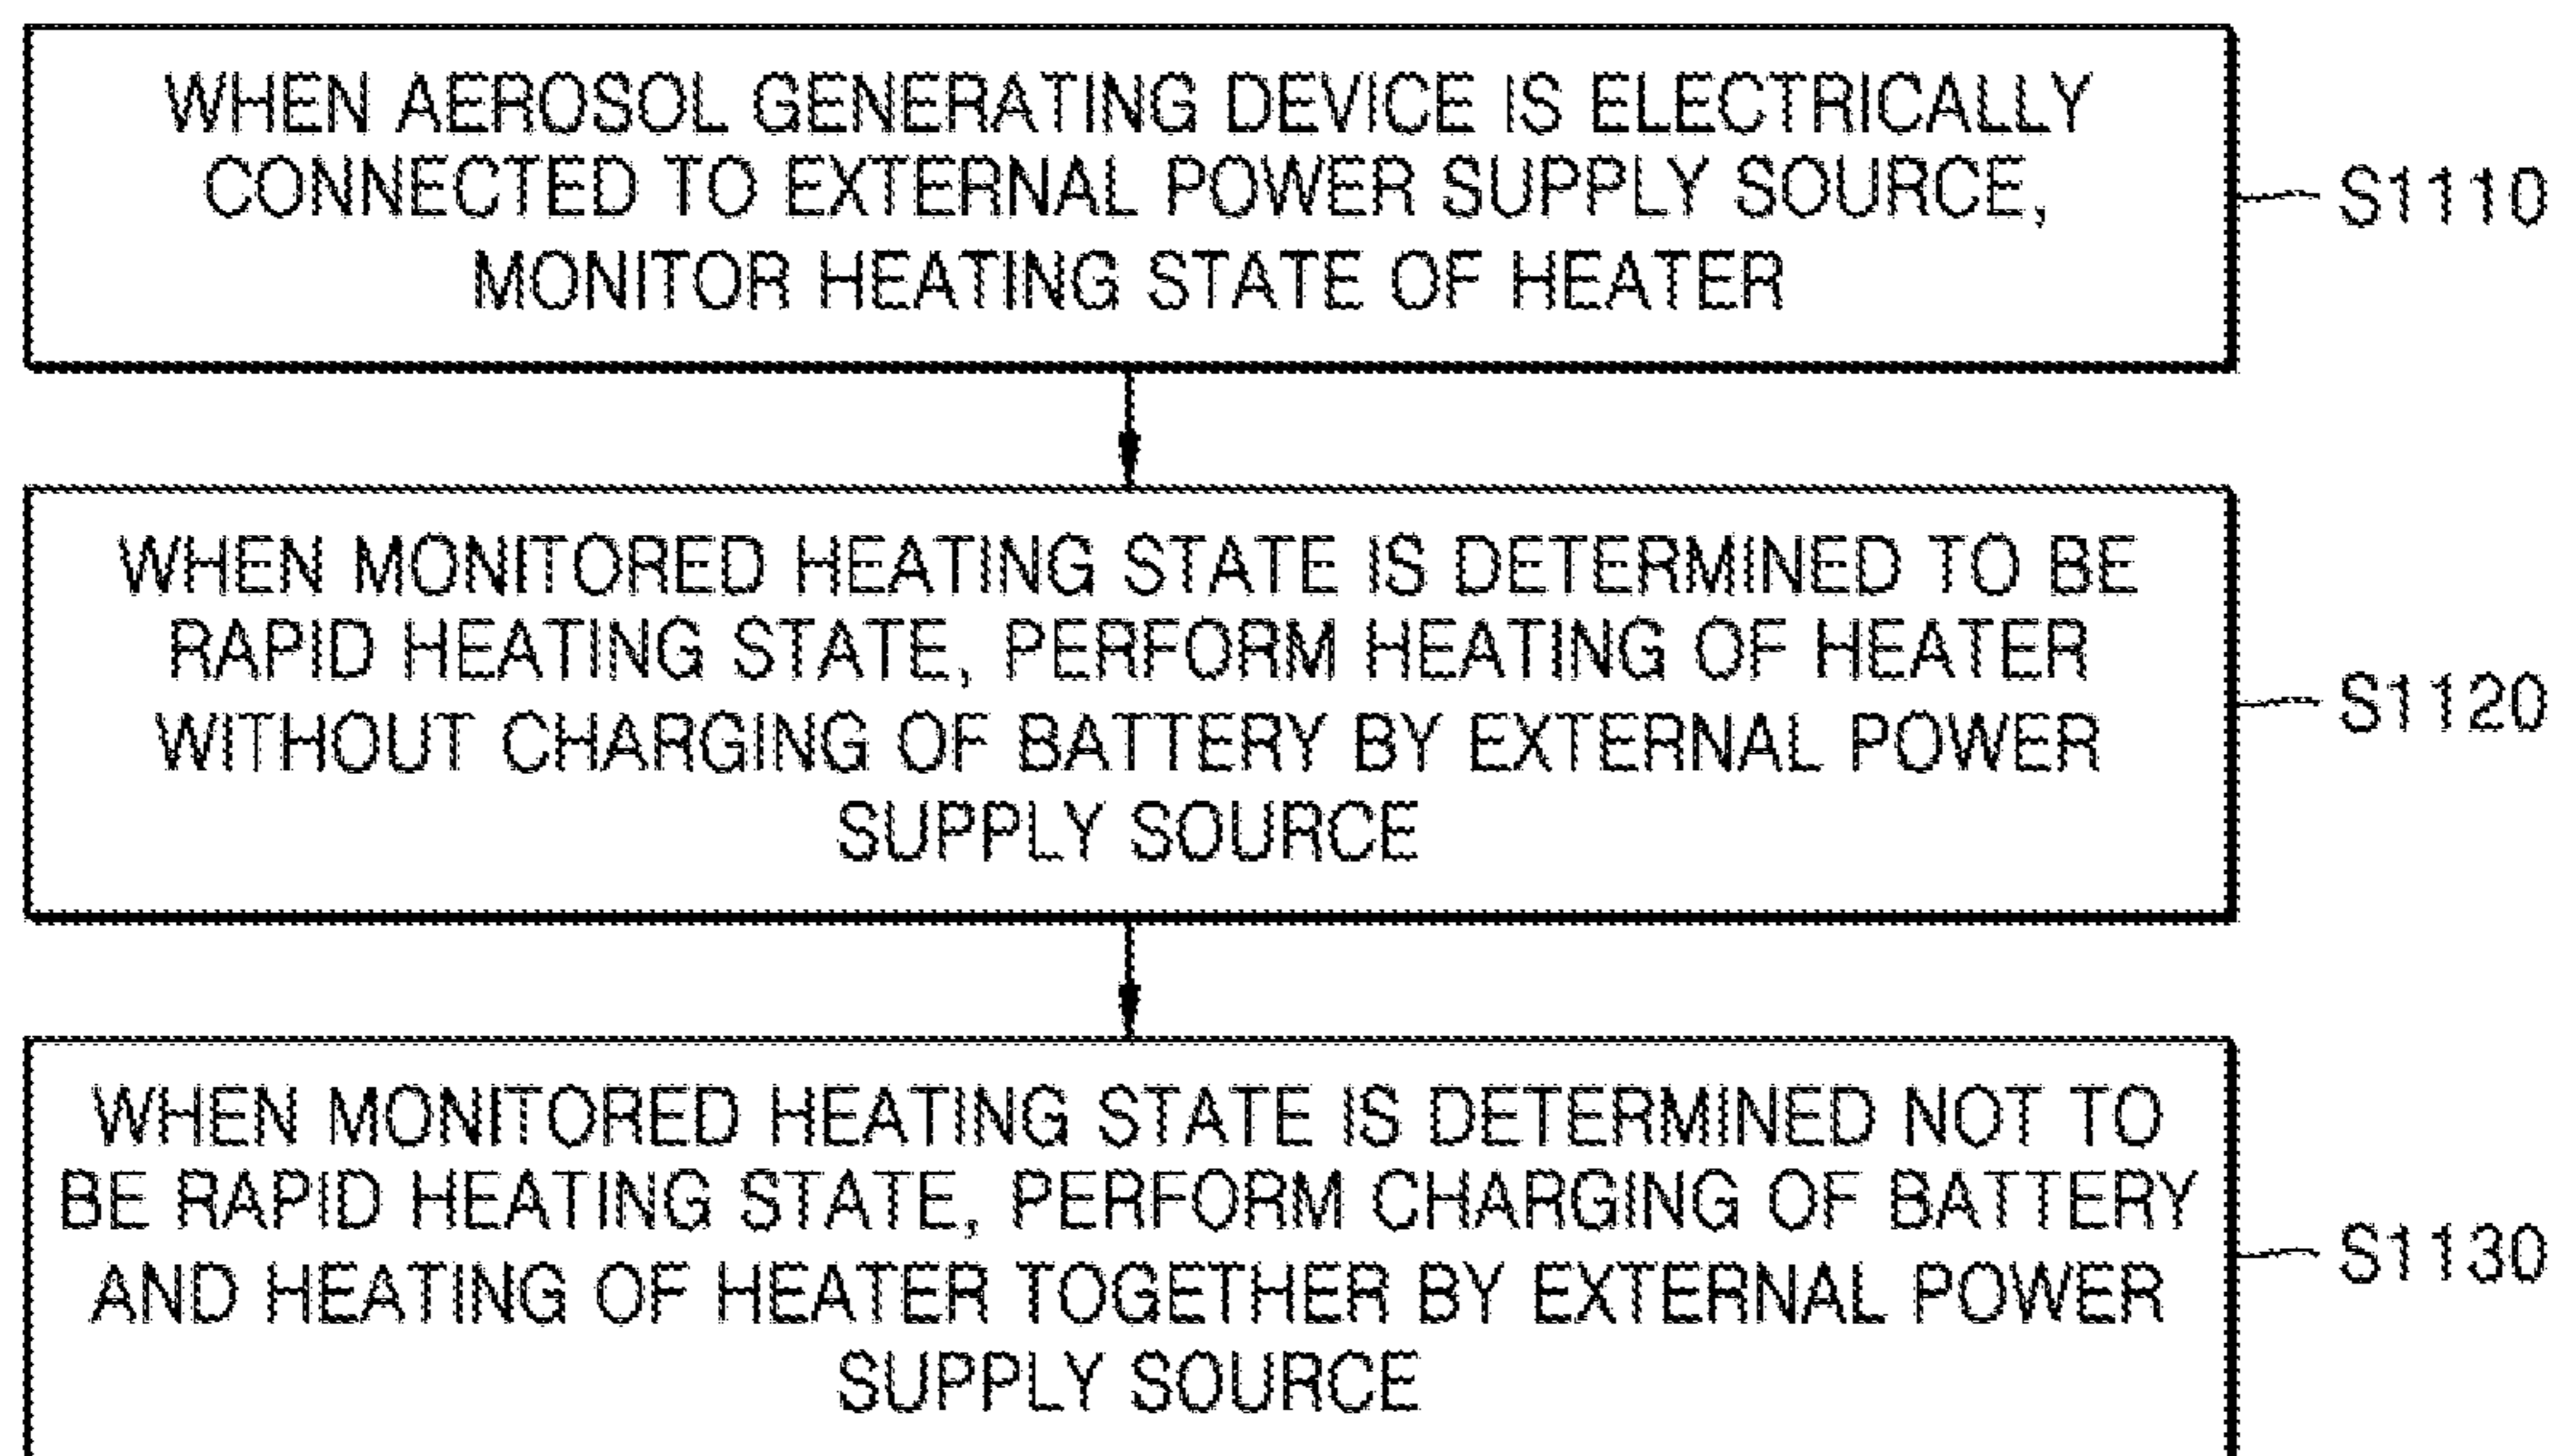 WHEN AEROSOL GENERATING DEVICE IS ELECTRICALLY
CONNECTED TO EXTERNAL POWER SUPPLY SOURCE,
MONITOR HEATING STATE OF HEATER
S1110
WHEN MONITORED HEATING STATE IS DETERMINED TO BE
RAPID HEATING STATE, PERFORM HEATING OF HEATER
WITHOUT CHARGING OF BATTERY BY EXTERNAL POWER
SUPPLY SOURCE
S1120
WHEN MONITORED HEATING STATE IS DETERMINED NOT TO
BE RAPID HEATING STATE, PERFORM CHARGING OF BATTERY
AND HEATING OF HEATER TOGETHER BY EXTERNAL POWER
SUPPLY SOURCE
S1130